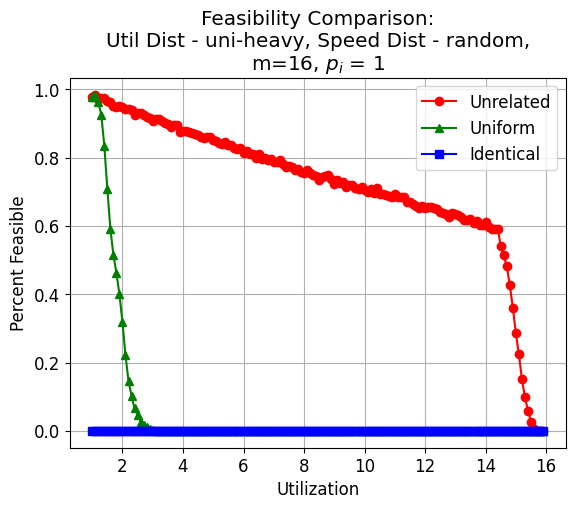 Feasibility Comparison:
Util Dist - uni-heavy, Speed Dist - random,
m=16, $p_i$ = 1
Unrelated
Uniform
Identical
Percent Feasible
1.0
0.8
0.6
0.4
0.2
0.0
2 4 6 8 10 12 14 16
Utilization